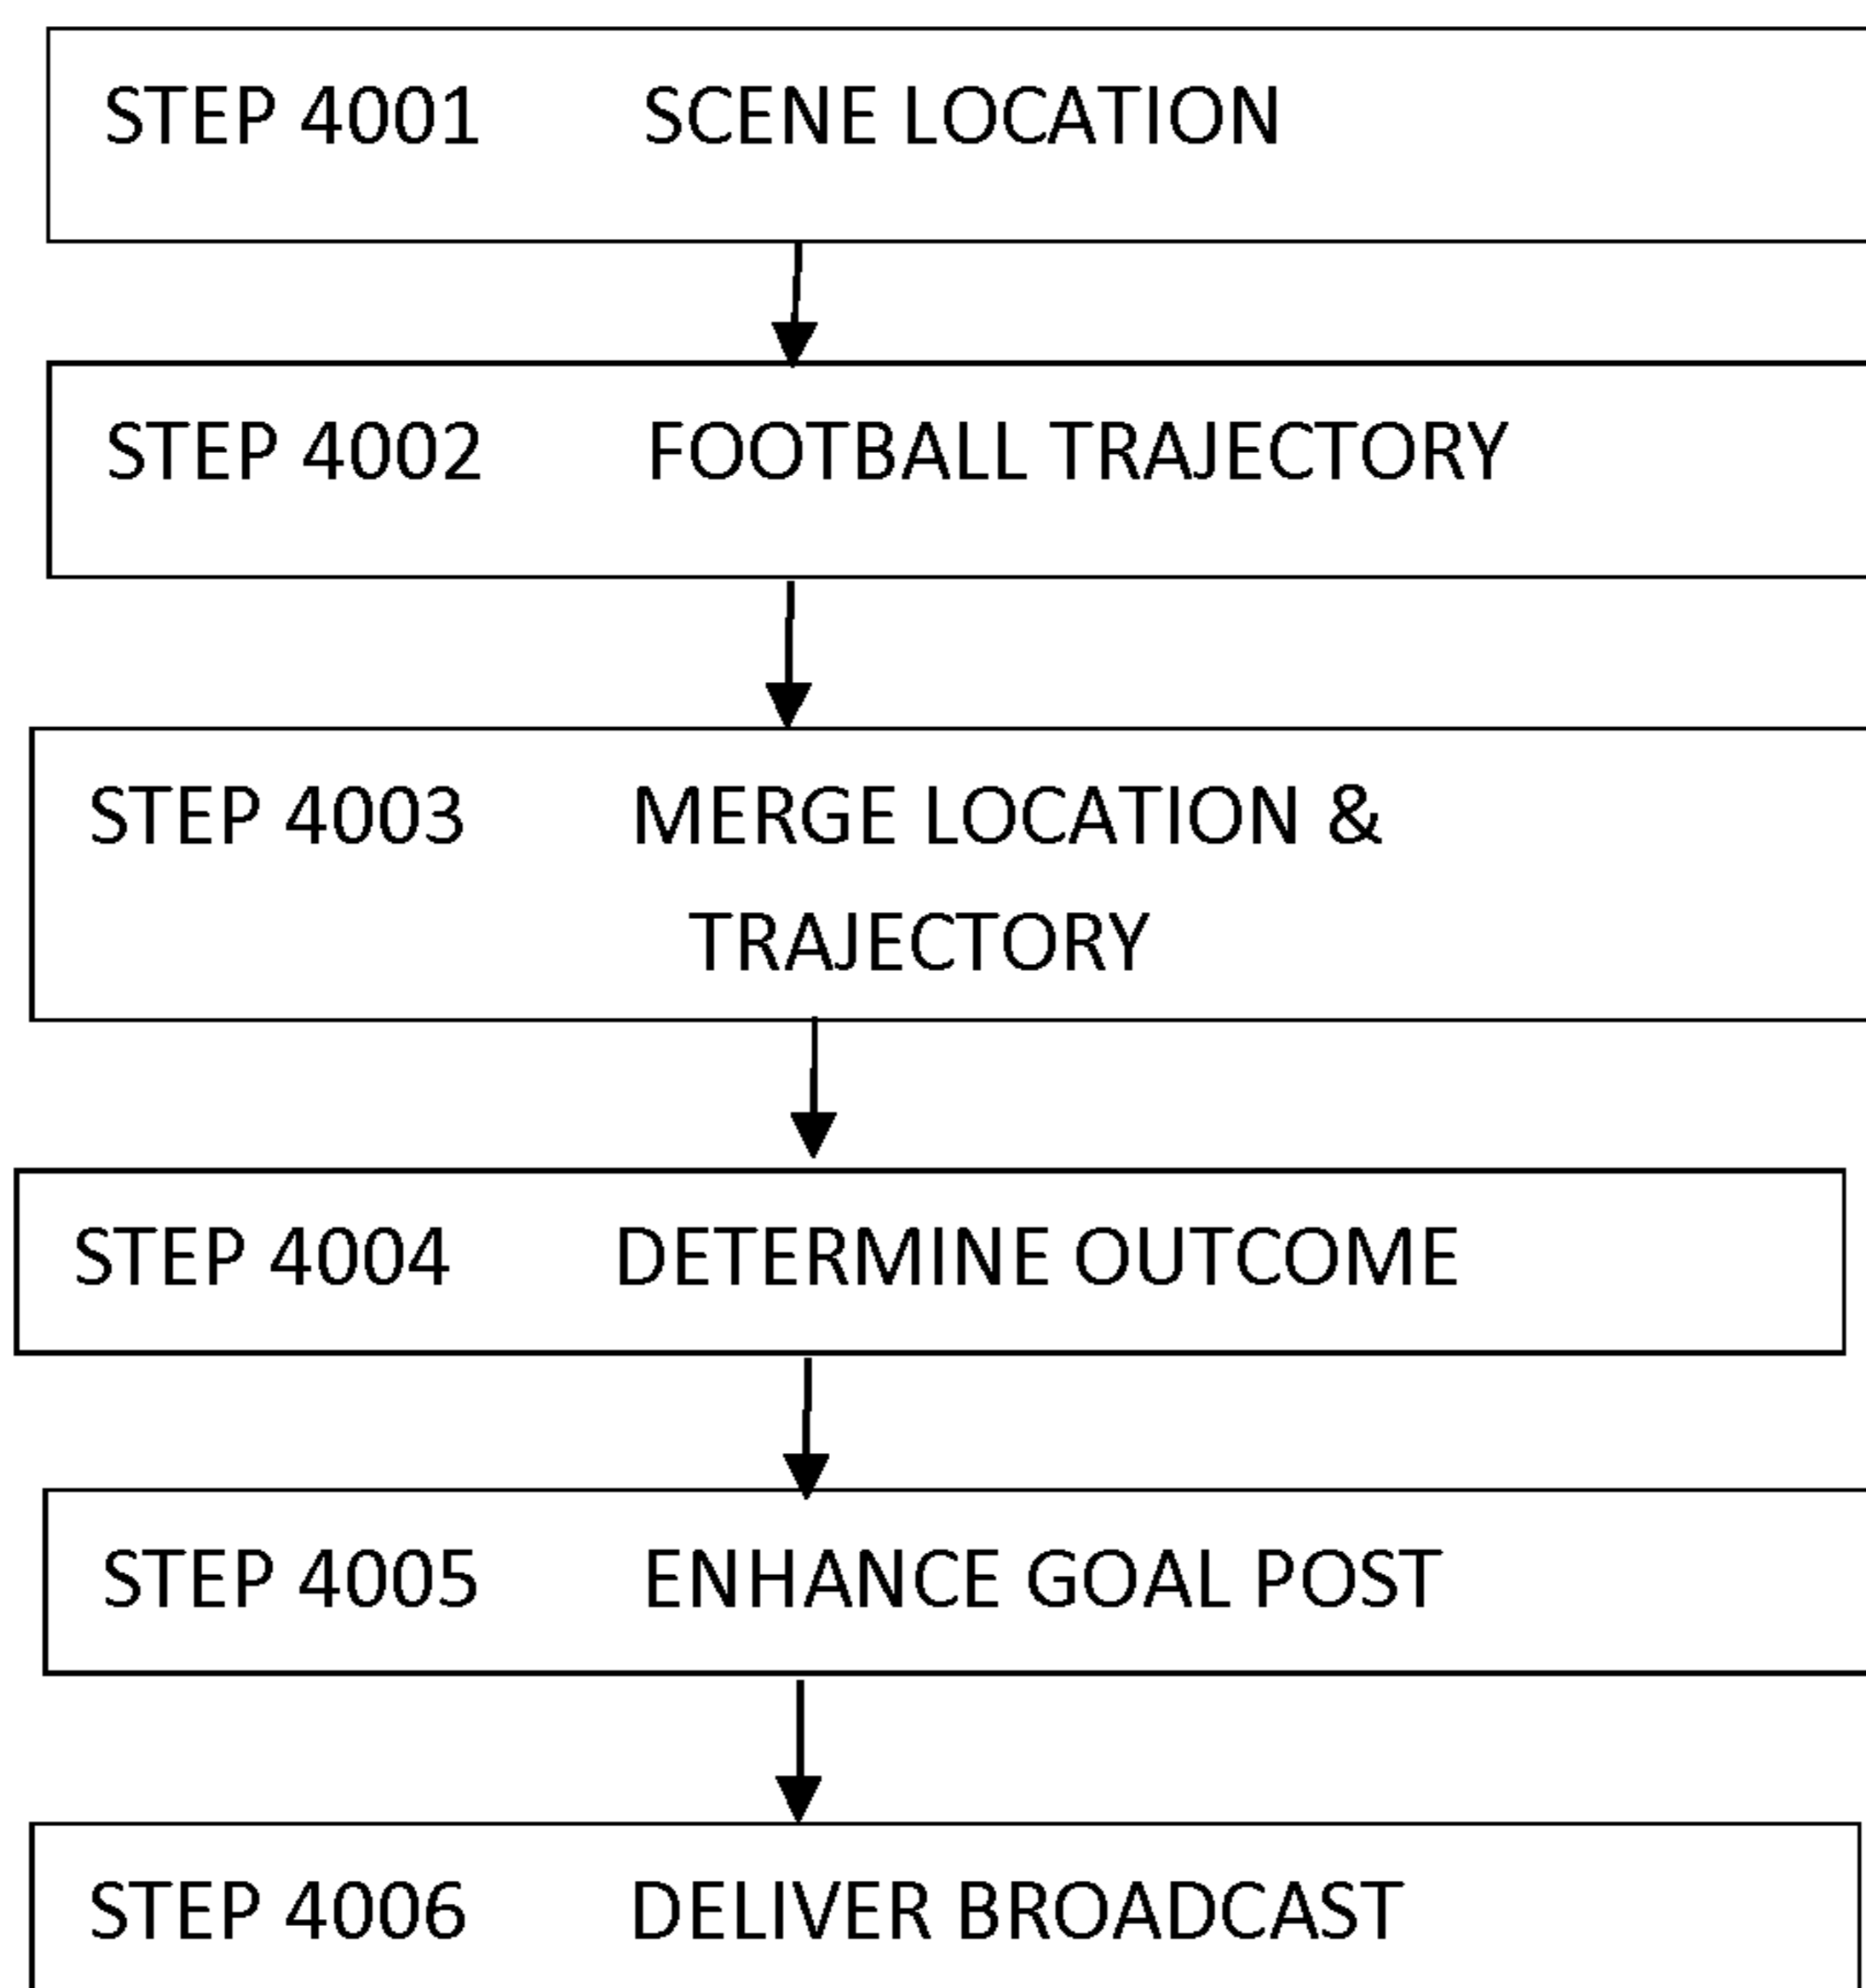 STEP 4001 SCENE LOCATION
STEP 4002 FOOTBALL TRAJECTORY
STEP 4003 MERGE LOCATION &
TRAJECTORY
STEP 4004 DETERMINE OUTCOME
STEP 4005 ENHANCE GOAL POST
STEP 4006 DELIVER BROADCAST